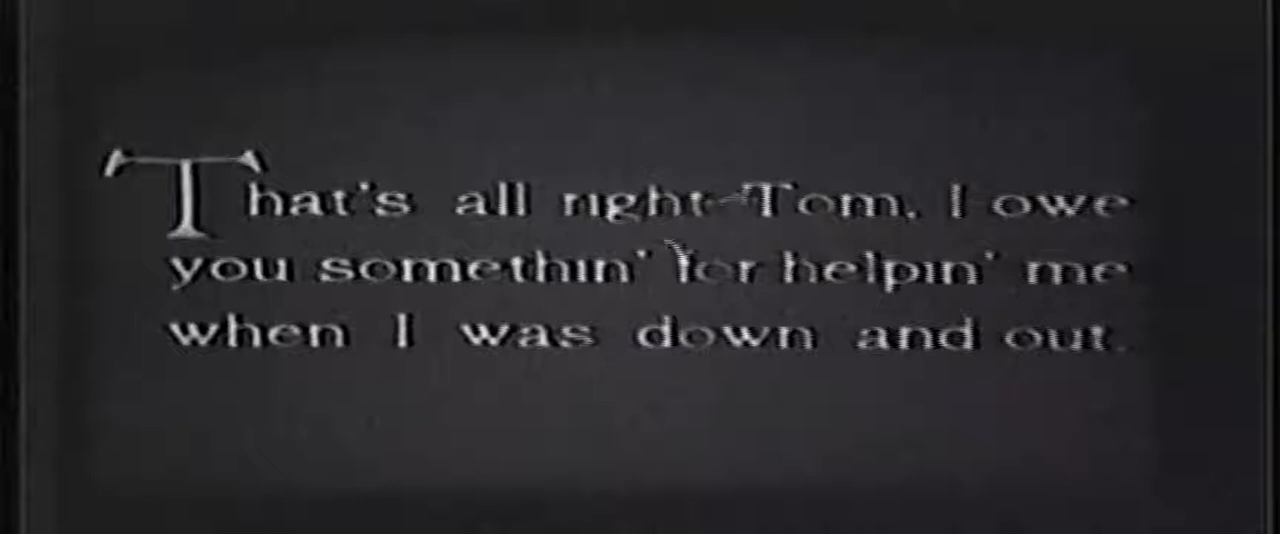 That's all right-Tom. I owe
you somethin' for helpin' me
when I was down and out.